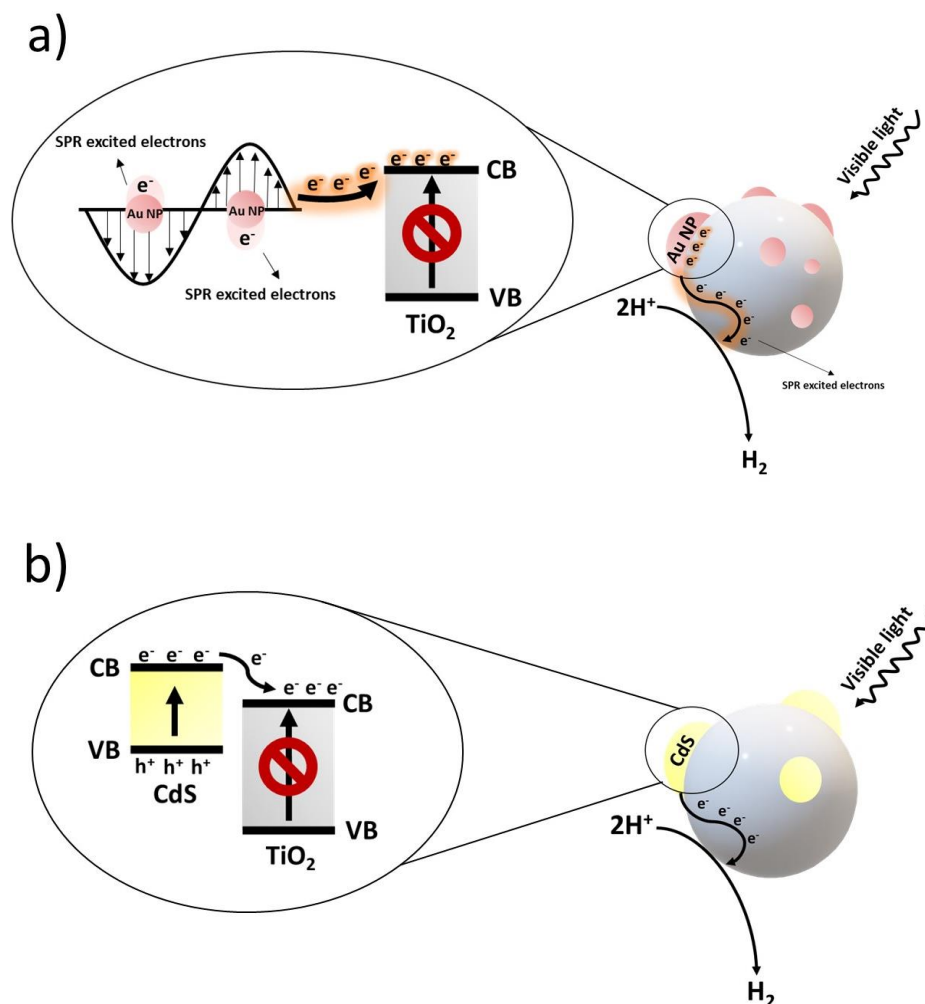 a)
SPR excited electrons
e⁻
Au NP
Au NP
e⁻
SPR excited electrons
e⁻ e⁻ e⁻
e⁻ e⁻ e⁻
CB
VB
TiO₂
Visible light
Au NP
e⁻
e⁻
e⁻
e⁻
e⁻
e⁻
e⁻
e⁻
2H⁺
SPR excited electrons
H₂
b)
CB
e⁻ e⁻ e⁻
e⁻
VB
h⁺ h⁺ h⁺
CdS
e⁻ e⁻ e⁻
CB
VB
TiO₂
Visible light
CdS
e⁻
e⁻
e⁻
e⁻
2H⁺
H₂